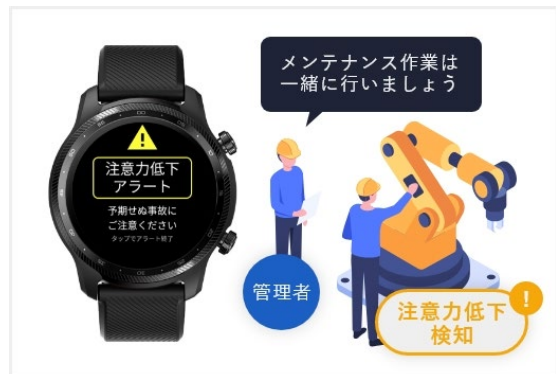 注意力低下
アラート
予期せぬ事故に
ご注意ください
タップでアラート終了
メンテナンス作業は
一緒に行いましょう
管理者
!
注意力低下
検知